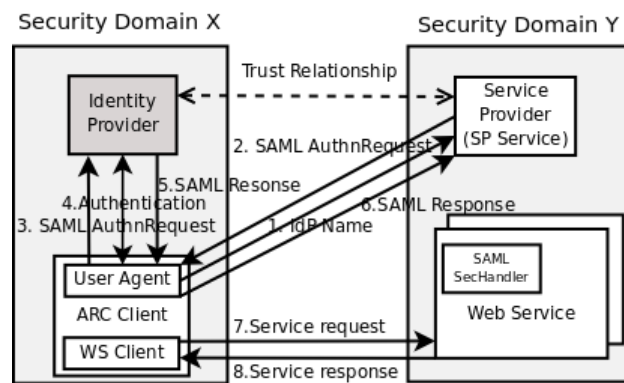 Security Domain X
Security Domain Y
Trust Relationship
Identity
Provider
Service
Provider
(SP Service)
2. SAML AuthnRequest
5.SAML Resonse
4.Authentication
6.SAML Response
3. SAML AuthnRequest
1. IdP Name
User Agent
ARC Client
WS Client
SAML
SecHandler
Web Service
7.Service request
8.Service response